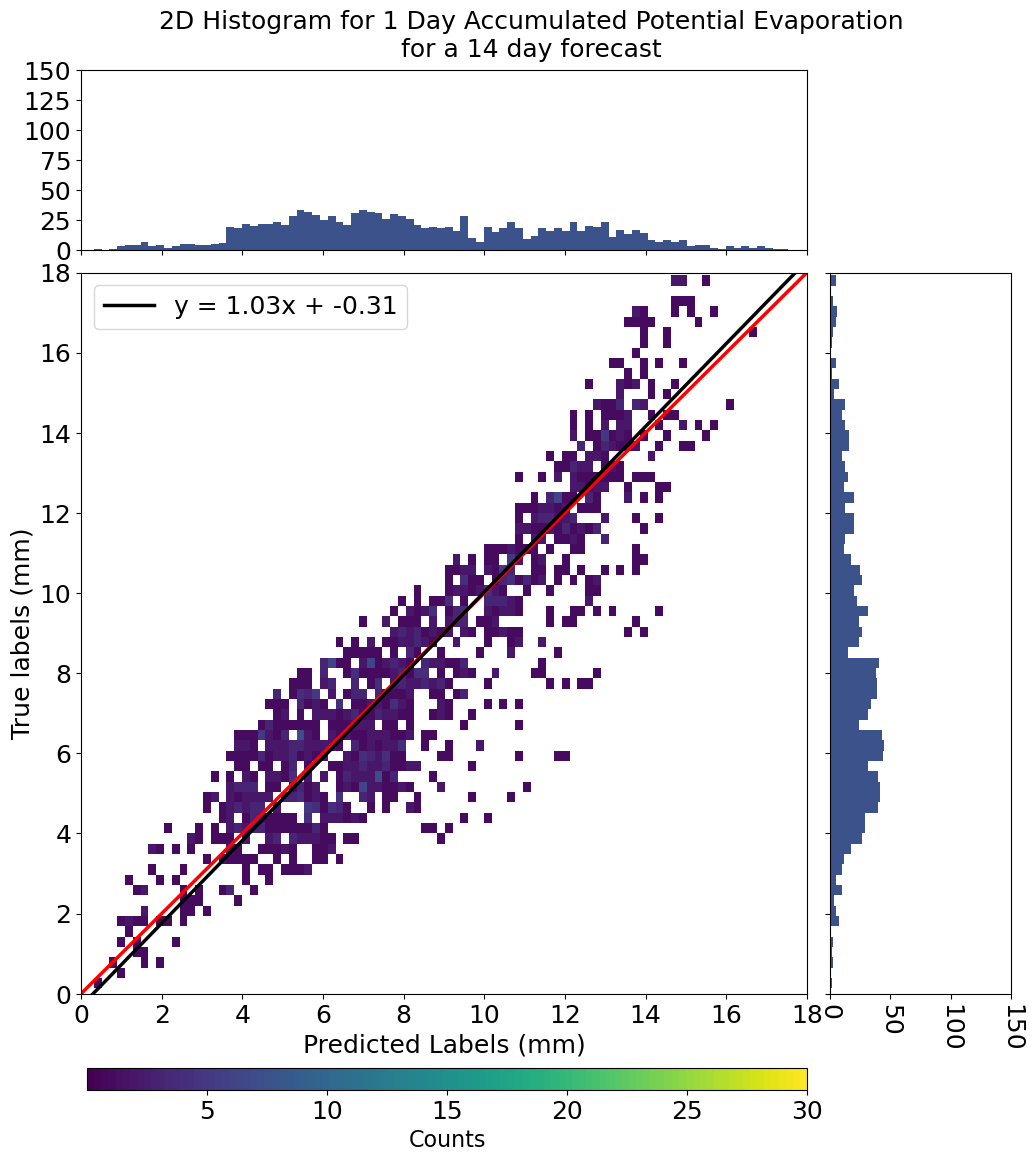 2D Histogram for 1 Day Accumulated Potential Evaporation
for a 14 day forecast
150
125
100
75
50
25
0
18
16
14
12
10
8
6
4
2
0
y = 1.03x + -0.31
True labels (mm)
0 2 4 6 8 10 12 14 16 18
Predicted Labels (mm)
0 50 100 150
5 10 15 20 25 30
Counts